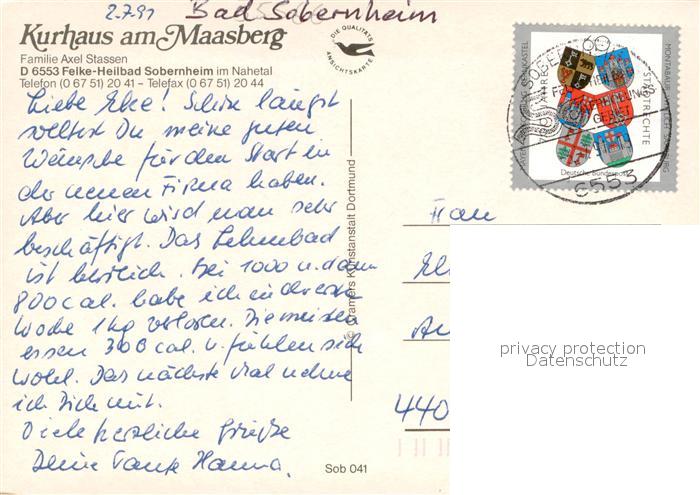 2.7.91 Bad Sobernheim
Kurhaus am Maasberg
Familie Axel Stassen
D 6553 Felke-Heilbad Sobernheim im Nahetal
Telefon (0 67 51) 20 41 – Telefax (0 67 51) 20 44
DIE QUALITÄTS
ANSICHTSKARTE
Liebe Elke! Schon längst
solltest Du meine guten
Wünsche für den Start in
der neuen Firma haben.
Aber hier wird man sehr
beschäftigt. Das Lehmbad
ist herrlich. Bei 1000 u. dann
800 cal. habe ich in der ersten
Woche 1 kg verloren. Die meisten
essen 300 cal. u. fühlen sich
wohl. Das nächste Mal nehme
ich Dich mit.
Viele herzliche Grüße
Deine Tante Hanna.
© Cramers Kunstanstalt Dortmund
Sob 041
STADTRECHTE
Deutsche Bundespost
6553
Frau
440
privacy protection
Datenschutz